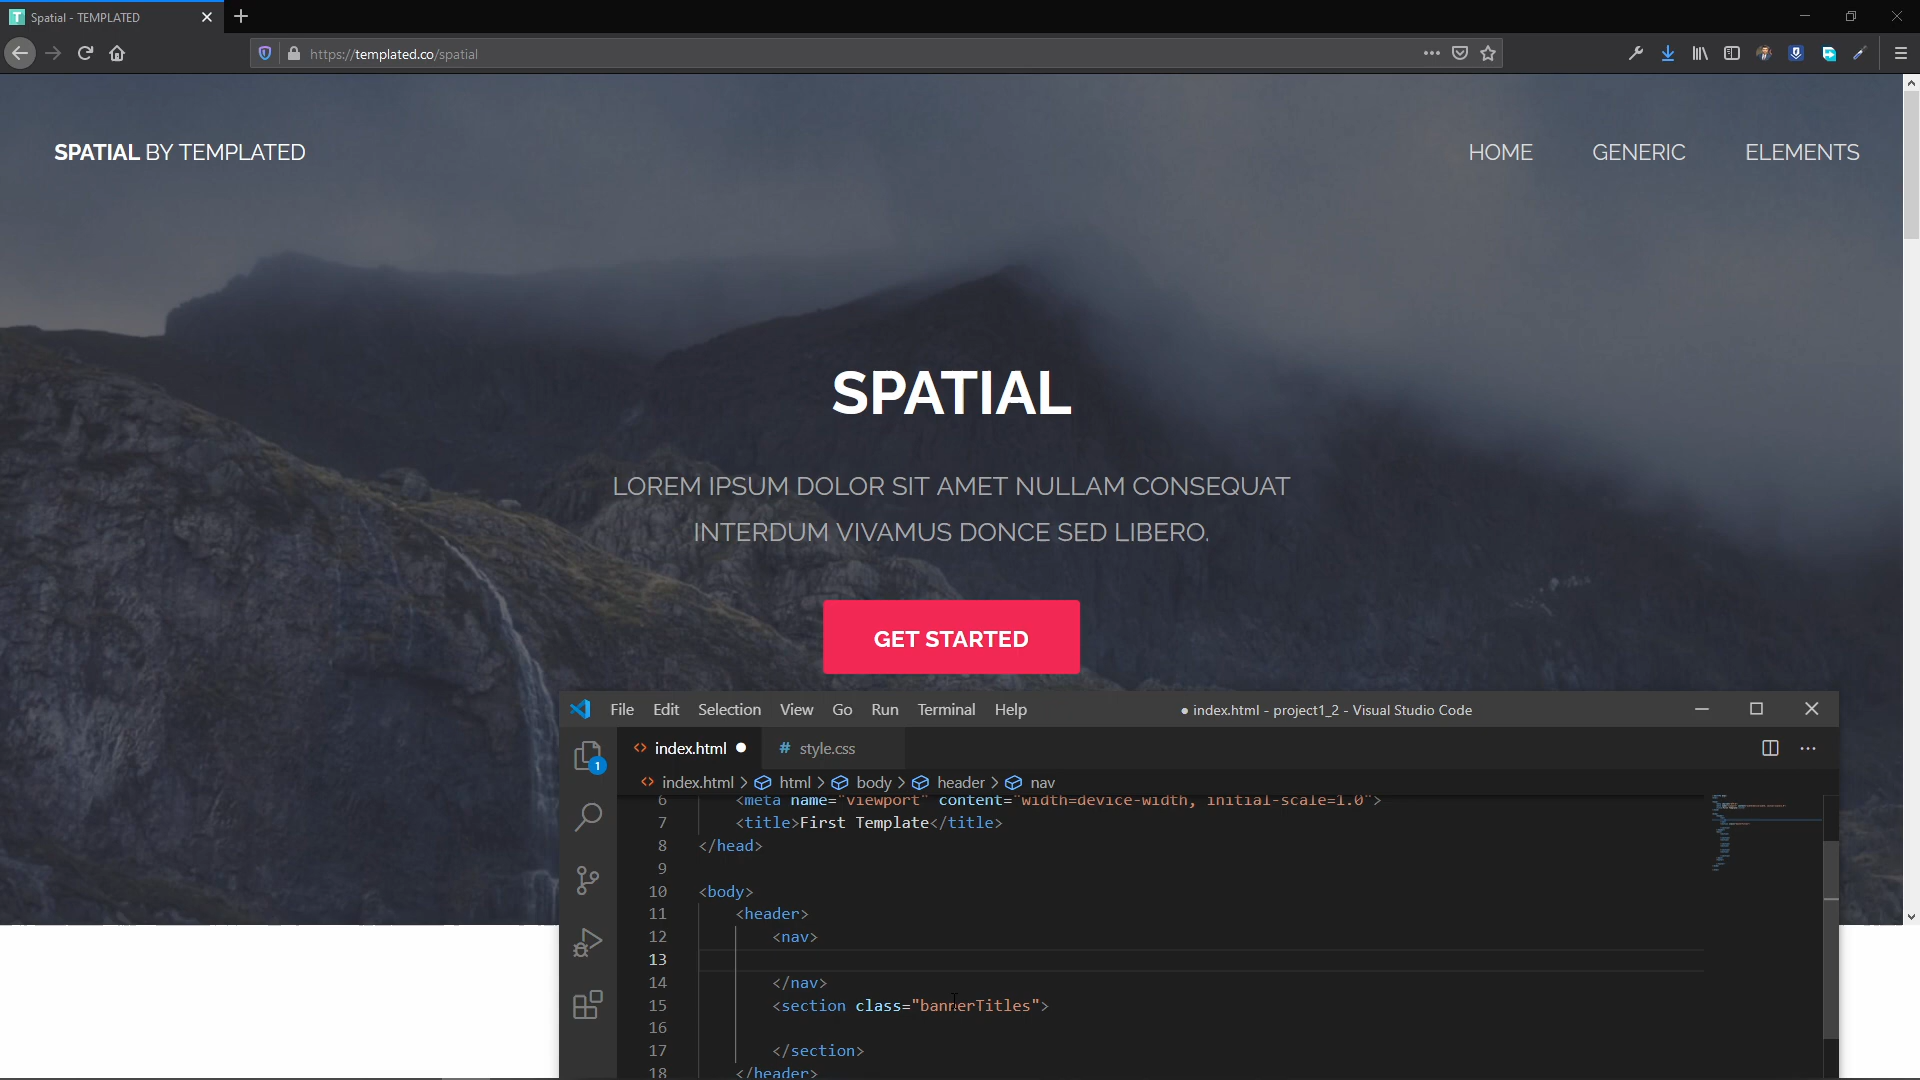 Spatial - TEMPLATED
https://templated.co/spatial
SPATIAL BY TEMPLATED
HOME GENERIC ELEMENTS
SPATIAL
LOREM IPSUM DOLOR SIT AMET NULLAM CONSEQUAT
INTERDUM VIVAMUS DONCE SED LIBERO.
GET STARTED
File Edit Selection View Go Run Terminal Help ● index.html - project1_2 - Visual Studio Code
index.html ● # style.css
index.html > html > body > header > nav
1
6 <meta name="viewport" content="width=device-width, initial-scale=1.0">
7 <title>First Template</title>
8 </head>
9
10 <body>
11 <header>
12 <nav>
13
14 </nav>
15 <section class="bannerTitles">
16
17 </section>
18 </header>